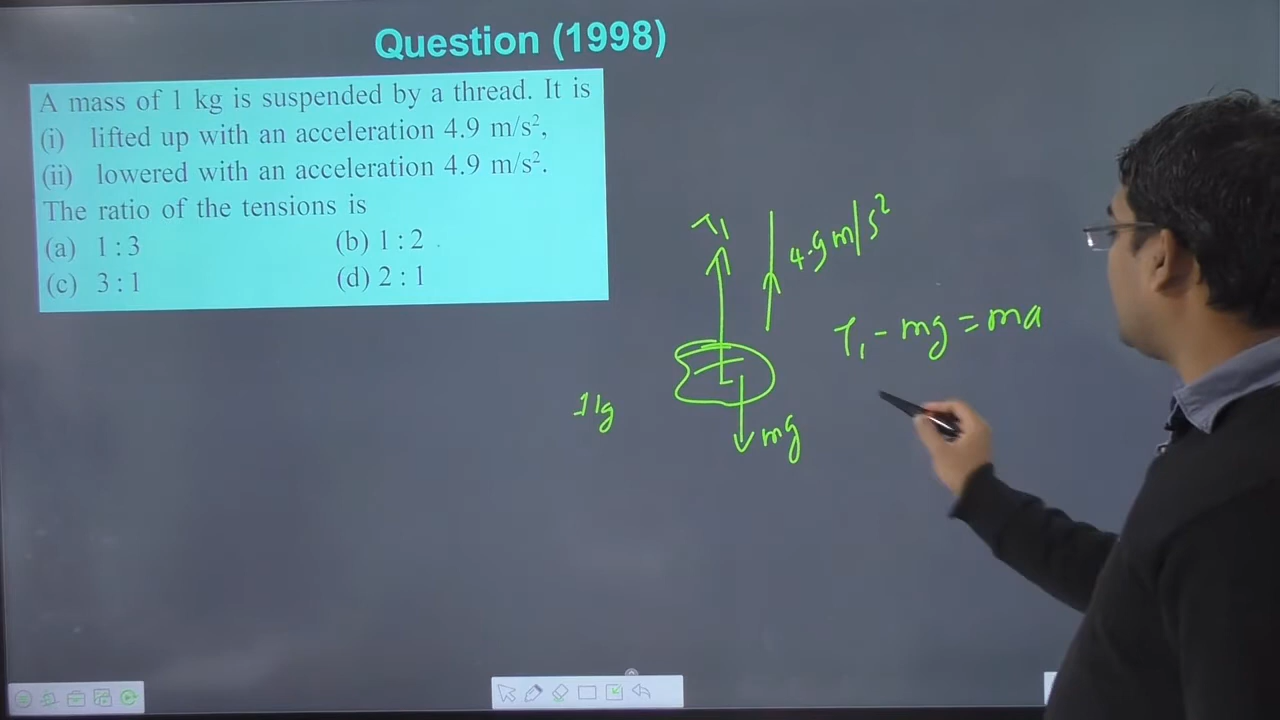 Question (1998)
A mass of 1 kg is suspended by a thread. It is
(i) lifted up with an acceleration 4.9 m/s²,
(ii) lowered with an acceleration 4.9 m/s².
The ratio of the tensions is
(a) 1 : 3 (b) 1 : 2
(c) 3 : 1 (d) 2 : 1
T₁
4.9 m/s²
T₁ - mg = ma
mg